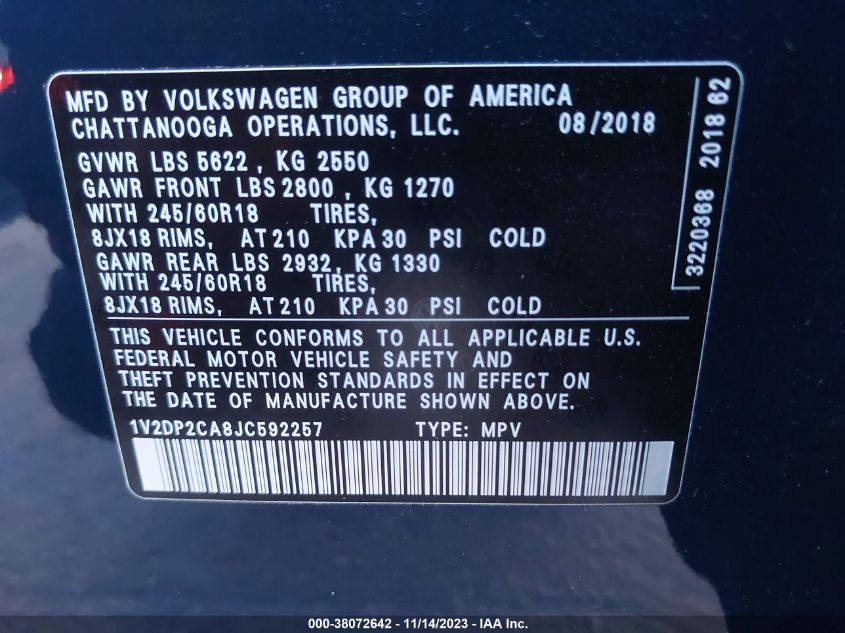 MFD BY VOLKSWAGEN GROUP OF AMERICA
CHATTANOOGA OPERATIONS, LLC. 08/2018
GVWR LBS 5622, KG 2550
GAWR FRONT LBS 2800, KG 1270
WITH 245/60R18 TIRES,
8JX18 RIMS, AT 210 KPA 30 PSI COLD
GAWR REAR LBS 2932, KG 1330
WITH 245/60R18 TIRES,
8JX18 RIMS, AT 210 KPA 30 PSI COLD
THIS VEHICLE CONFORMS TO ALL APPLICABLE U.S.
FEDERAL MOTOR VEHICLE SAFETY AND
THEFT PREVENTION STANDARDS IN EFFECT ON
THE DATE OF MANUFACTURE SHOWN ABOVE.
1V2DP2CA8JC592257 TYPE: MPV
3220368 2018 62
000-38072642 - 11/14/2023 - IAA Inc.